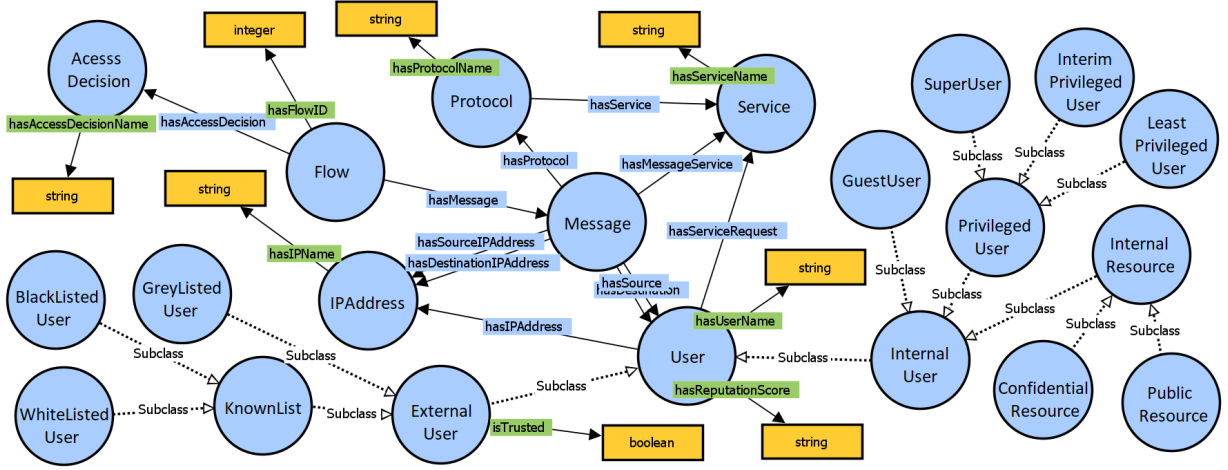 string
string
integer
Acesss
Decision
hasProtocolName
hasServiceName
Interim
Privileged
User
SuperUser
Protocol
hasService
Service
hasFlowID
hasAccessDecisionName
hasAccessDecision
Least
Privileged
User
Subclass
Subclass
hasProtocol
hasMessageService
Flow
GuestUser
Subclass
string
string
hasMessage
Message
Privileged
User
hasServiceRequest
hasSourceIPAddress
hasIPName
hasDestinationIPAddress
Internal
Resource
string
Subclass
hasSource
hasDestination
Subclass
BlackListed
User
GreyListed
User
IPAddress
Subclass
hasUserName
hasIPAddress
Subclass
Subclass
Subclass
Subclass
User
Subclass
Internal
User
Subclass
hasReputationScore
Confidential
Resource
Public
Resource
WhiteListed
User
Subclass
KnownList
Subclass
External
User
isTrusted
boolean
string